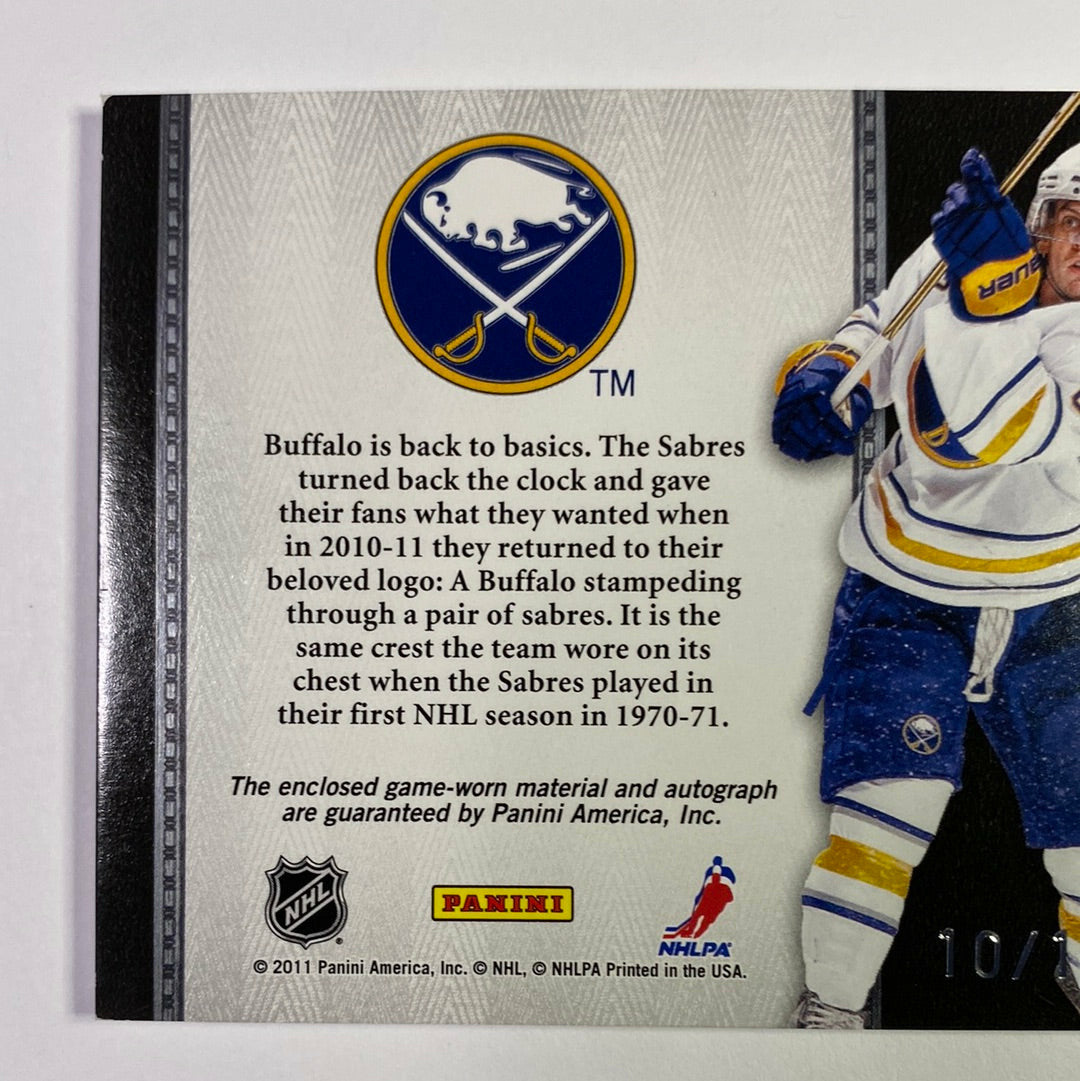 BAUER
TM
Buffalo is back to basics. The Sabres
turned back the clock and gave
their fans what they wanted when
in 2010-11 they returned to their
beloved logo: A Buffalo stampeding
through a pair of sabres. It is the
same crest the team wore on its
chest when the Sabres played in
their first NHL season in 1970-71.
The enclosed game-worn material and autograph
are guaranteed by Panini America, Inc.
NHL ®
PANINI
NHLPA
10/1
© 2011 Panini America, Inc. © NHL, © NHLPA Printed in the USA.